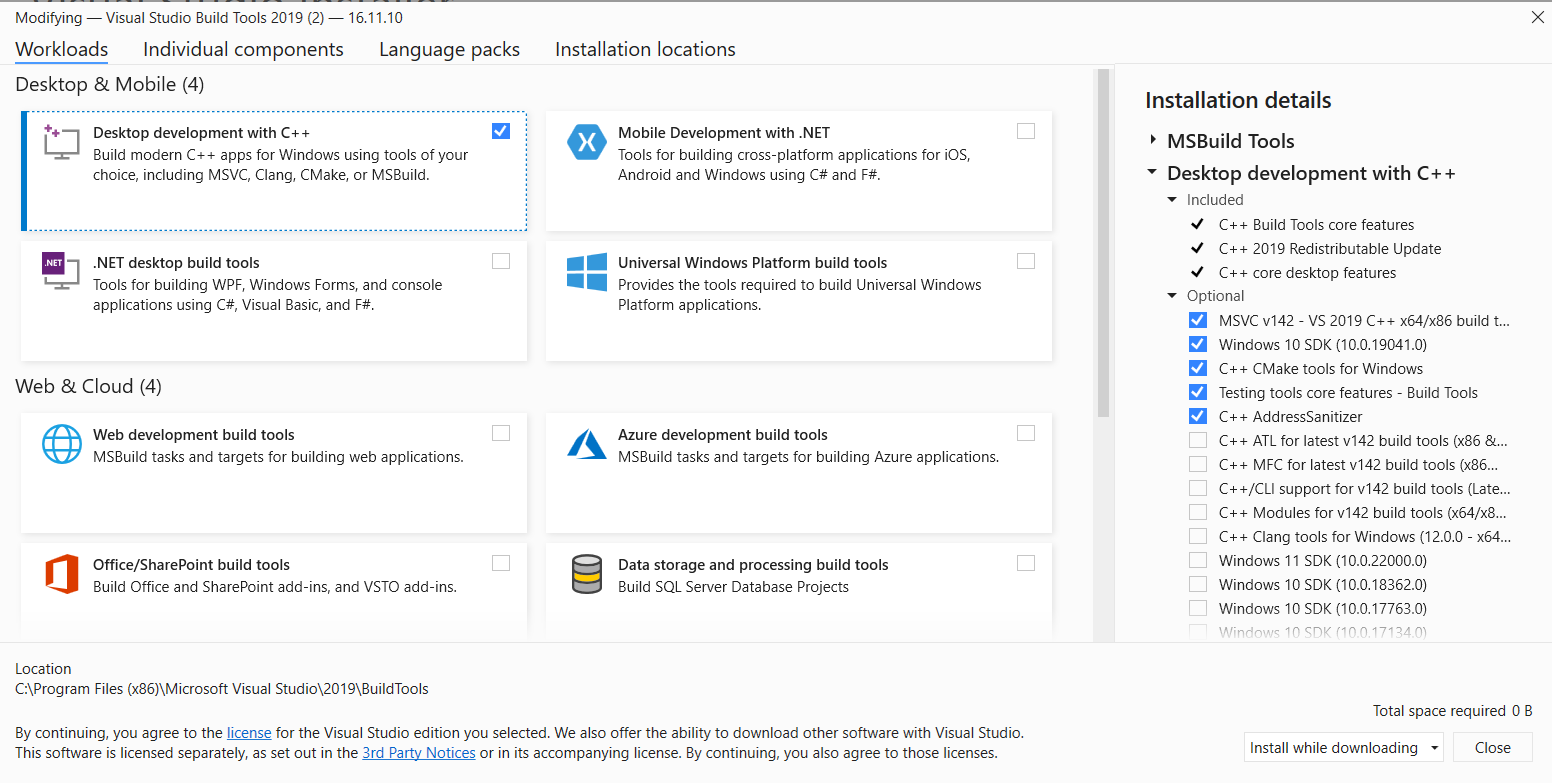 Modifying — Visual Studio Build Tools 2019 (2) — 16.11.10
Workloads
Individual components
Language packs
Installation locations
Desktop & Mobile (4)
Desktop development with C++
Build modern C++ apps for Windows using tools of your
choice, including MSVC, Clang, CMake, or MSBuild.
Mobile Development with .NET
Tools for building cross-platform applications for iOS,
Android and Windows using C# and F#.
.NET
.NET desktop build tools
Tools for building WPF, Windows Forms, and console
applications using C#, Visual Basic, and F#.
Universal Windows Platform build tools
Provides the tools required to build Universal Windows
Platform applications.
Web & Cloud (4)
Web development build tools
MSBuild tasks and targets for building web applications.
Azure development build tools
MSBuild tasks and targets for building Azure applications.
Office/SharePoint build tools
Build Office and SharePoint add-ins, and VSTO add-ins.
Data storage and processing build tools
Build SQL Server Database Projects
Installation details
MSBuild Tools
Desktop development with C++
Included
C++ Build Tools core features
C++ 2019 Redistributable Update
C++ core desktop features
Optional
MSVC v142 - VS 2019 C++ x64/x86 build t...
Windows 10 SDK (10.0.19041.0)
C++ CMake tools for Windows
Testing tools core features - Build Tools
C++ AddressSanitizer
C++ ATL for latest v142 build tools (x86 &...
C++ MFC for latest v142 build tools (x86...
C++/CLI support for v142 build tools (Late...
C++ Modules for v142 build tools (x64/x8...
C++ Clang tools for Windows (12.0.0 - x64...
Windows 11 SDK (10.0.22000.0)
Windows 10 SDK (10.0.18362.0)
Windows 10 SDK (10.0.17763.0)
Windows 10 SDK (10.0.17134.0)
Location
C:\Program Files (x86)\Microsoft Visual Studio\2019\BuildTools
By continuing, you agree to the license for the Visual Studio edition you selected. We also offer the ability to download other software with Visual Studio.
This software is licensed separately, as set out in the 3rd Party Notices or in its accompanying license. By continuing, you also agree to those licenses.
Total space required 0 B
Install while downloading
Close